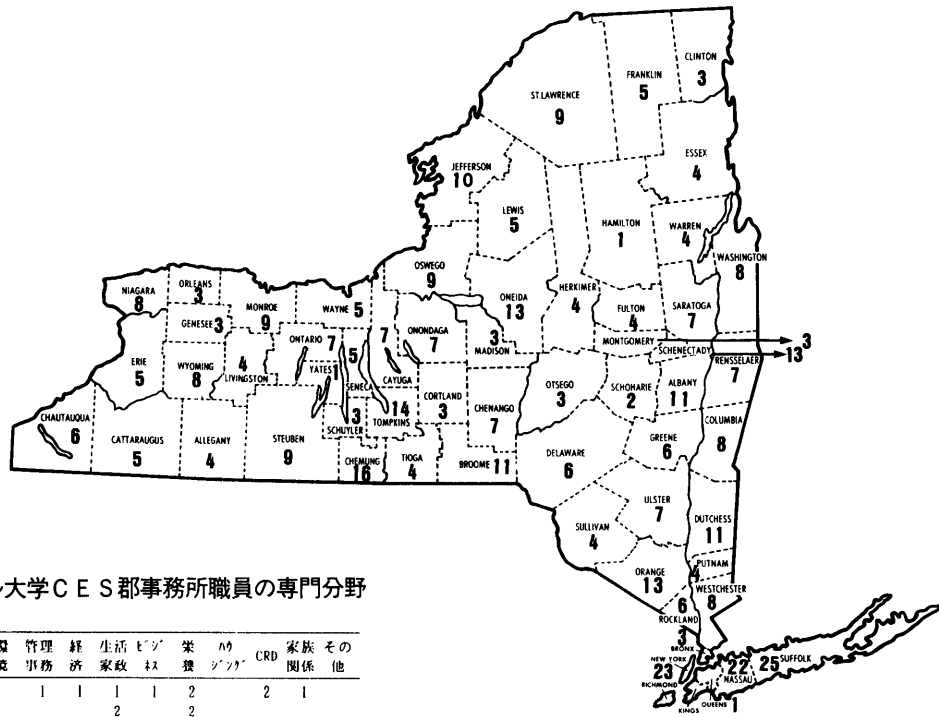 CLINTON
3
FRANKLIN
5
ST.LAWRENCE
9
ESSEX
4
JEFFERSON
10
LEWIS
5
HAMILTON
1
WARREN
4
WASHINGTON
8
OSWEGO
9
ONEIDA
13
HERKIMER
4
FULTON
4
SARATOGA
7
NIAGARA
8
ORLEANS
3
MONROE
9
WAYNE 5
GENESEE 3
ONTARIO 7
7
CAYUGA
ONONDAGA
7
3
MADISON
MONTGOMERY
3
SCHENECTADY
13
RENSSELAER
7
ERIE
5
WYOMING
8
4
LIVINGSTON
YATES 1
5
SENECA
14
TOMPKINS
CORTLAND
3
CHENANGO
7
OTSEGO
3
SCHOHARIE
2
ALBANY
11
CHAUTAUQUA
6
CATTARAUGUS
5
ALLEGANY
4
STEUBEN
9
3
SCHUYLER
CHEMUNG
16
TIOGA
4
BROOME 11
DELAWARE
6
GREENE
6
COLUMBIA
8
ULSTER
7
DUTCHESS
11
SULLIVAN
4
ORANGE
13
PUTNAM
4
WESTCHESTER
8
6
ROCKLAND
3
BRONX
NEW YORK
23
RICHMOND
KINGS
QUEENS
1
22
NASSAU
25 SUFFOLK
大学CES郡事務所職員の専門分野
管理事務 経済 生活家政 ビジネス 栄養 ハウジング CRD 家族関係 その他
1 1 1 1 2 2 1
2 2